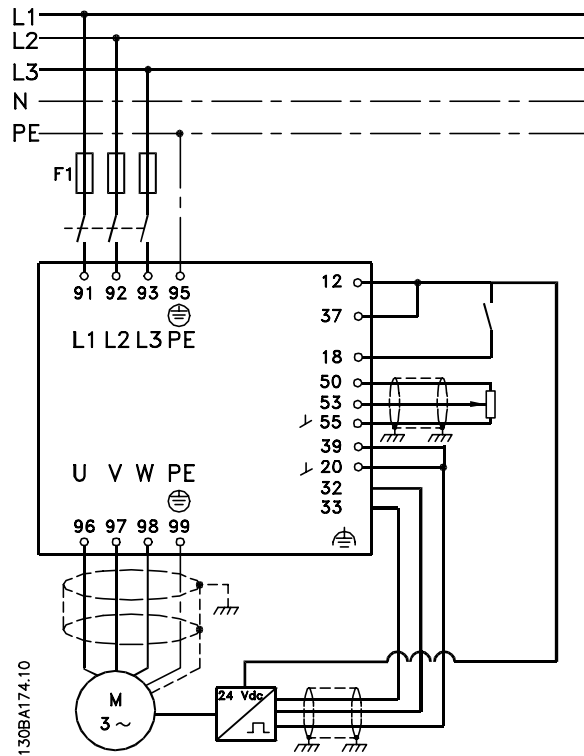 L1
L2
L3
N
PE
F1
91 92 93 95
L1 L2 L3 PE
12
37
18
50
53
55
39
20
32
33
U V W PE
96 97 98 99
M
3 ~
24 Vdc
130BA174.10